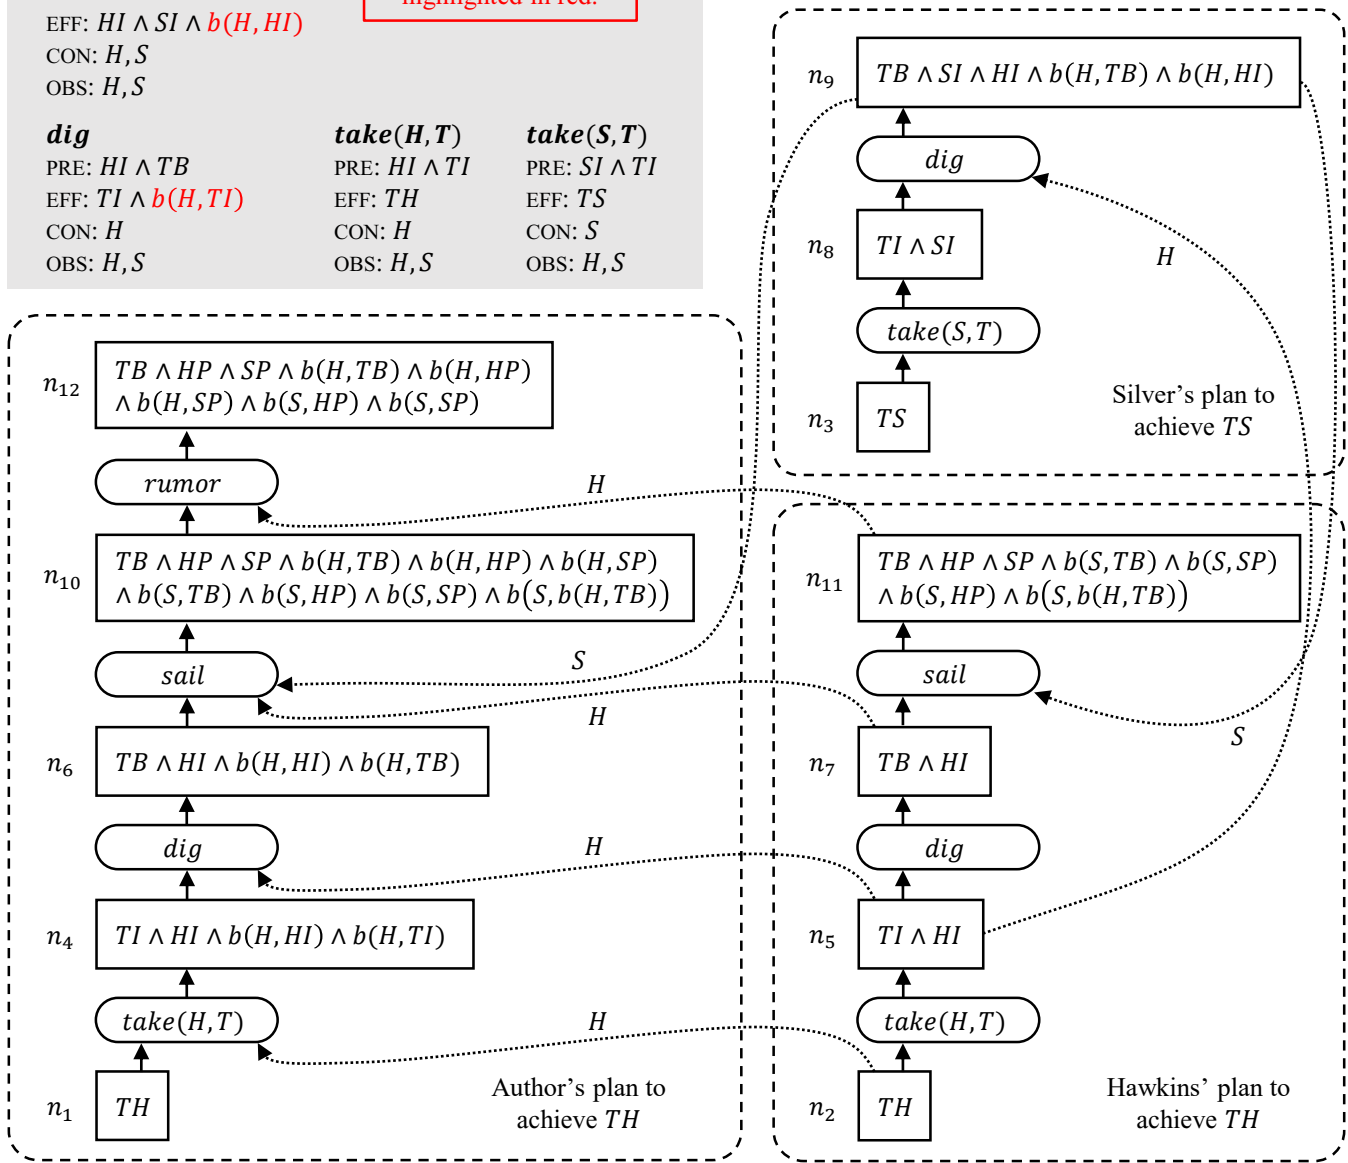 highlighted in red.
EFF: HI ∧ SI ∧ b(H, HI)
CON: H, S
OBS: H, S
dig
PRE: HI ∧ TB
EFF: TI ∧ b(H, TI)
CON: H
OBS: H, S
take(H, T)
PRE: HI ∧ TI
EFF: TH
CON: H
OBS: H, S
take(S, T)
PRE: SI ∧ TI
EFF: TS
CON: S
OBS: H, S
n9
TB ∧ SI ∧ HI ∧ b(H, TB) ∧ b(H, HI)
dig
n8
TI ∧ SI
H
take(S, T)
n3
TS
Silver's plan to
achieve TS
n12
TB ∧ HP ∧ SP ∧ b(H, TB) ∧ b(H, HP)
∧ b(H, SP) ∧ b(S, HP) ∧ b(S, SP)
rumor
H
n10
TB ∧ HP ∧ SP ∧ b(H, TB) ∧ b(H, HP) ∧ b(H, SP)
∧ b(S, TB) ∧ b(S, HP) ∧ b(S, SP) ∧ b(S, b(H, TB))
sail
S
H
n6
TB ∧ HI ∧ b(H, HI) ∧ b(H, TB)
dig
H
n4
TI ∧ HI ∧ b(H, HI) ∧ b(H, TI)
take(H, T)
H
n1
TH
Author's plan to
achieve TH
n11
TB ∧ HP ∧ SP ∧ b(S, TB) ∧ b(S, SP)
∧ b(S, HP) ∧ b(S, b(H, TB))
sail
S
n7
TB ∧ HI
dig
n5
TI ∧ HI
take(H, T)
n2
TH
Hawkins' plan to
achieve TH